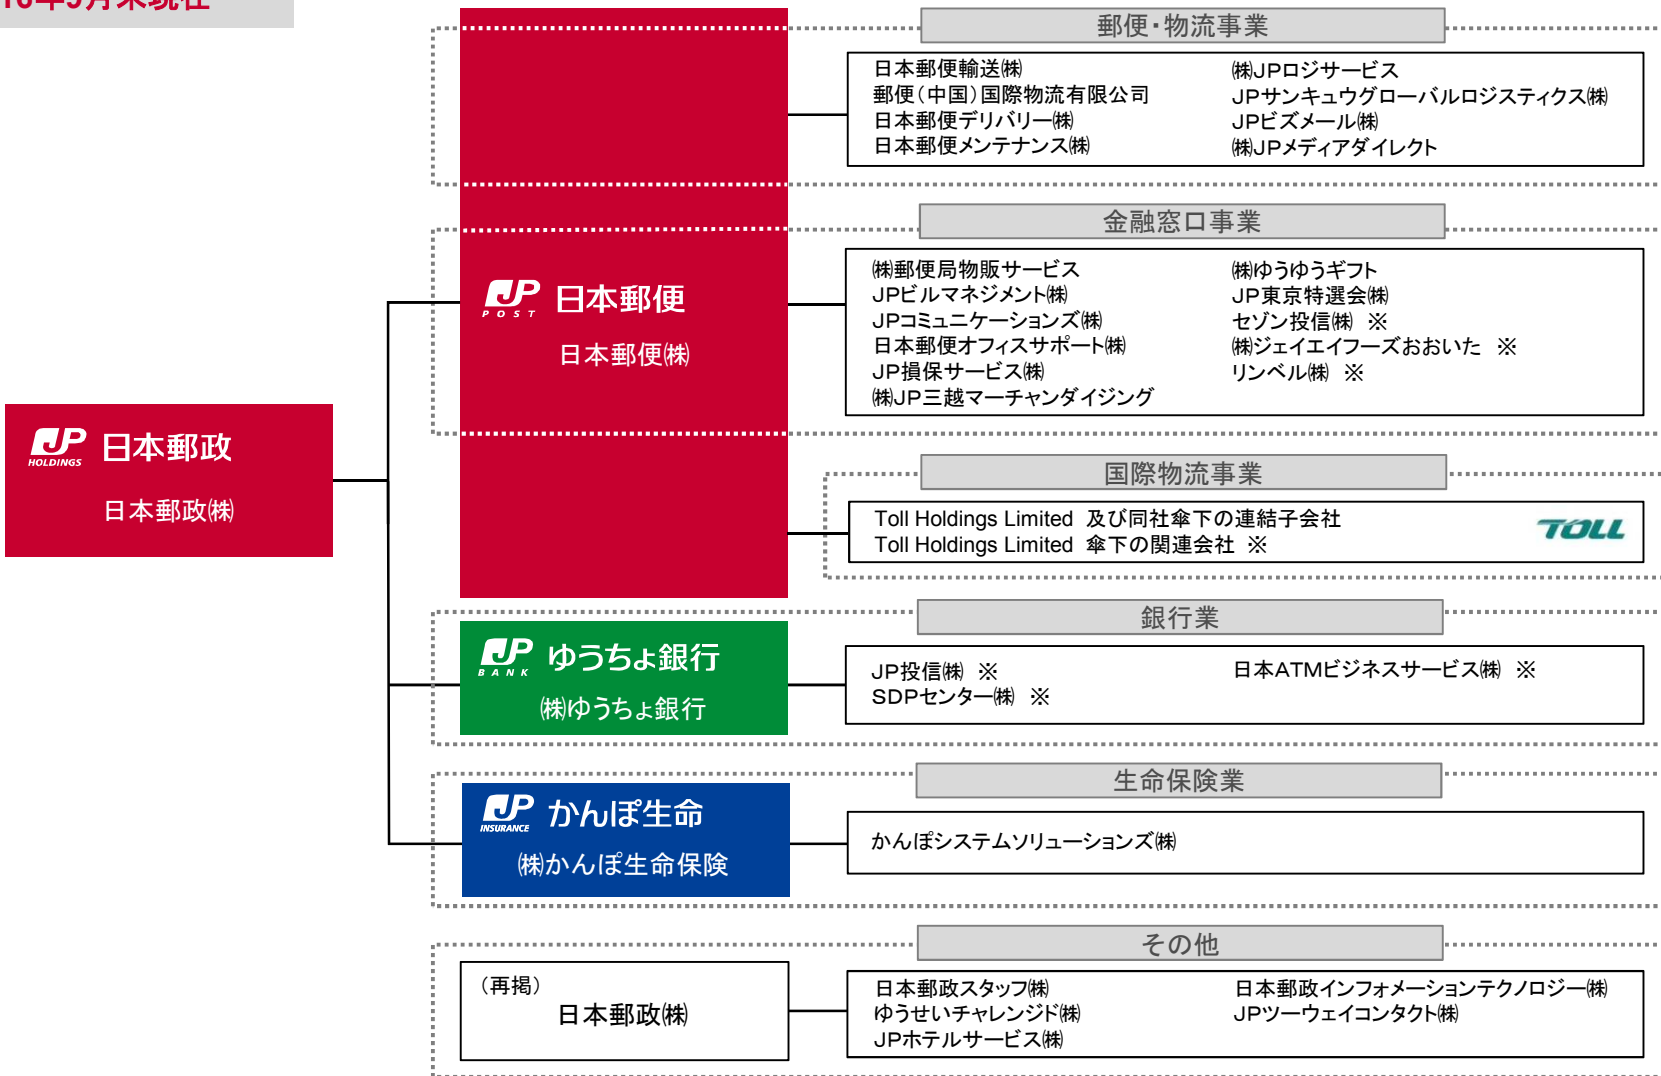 16年9月末現在
郵便・物流事業
日本郵便輸送㈱
郵便（中国）国際物流有限公司
日本郵便デリバリー㈱
日本郵便メンテナンス㈱
㈱JPロジサービス
JPサンキュウグローバルロジスティクス㈱
JPビズメール㈱
㈱JPメディアダイレクト
金融窓口事業
㈱郵便局物販サービス
JPビルマネジメント㈱
JPコミュニケーションズ㈱
日本郵便オフィスサポート㈱
JP損保サービス㈱
㈱JP三越マーチャンダイジング
㈱ゆうゆうギフト
JP東京特選会㈱
セゾン投信㈱ ※
㈱ジェイエイフーズおおいた ※
リンベル㈱ ※
JP POST 日本郵便
日本郵便㈱
JP HOLDINGS 日本郵政
日本郵政㈱
国際物流事業
Toll Holdings Limited 及び同社傘下の連結子会社
Toll Holdings Limited 傘下の関連会社 ※
TOLL
銀行業
JP BANK ゆうちょ銀行
㈱ゆうちょ銀行
JP投信㈱ ※
SDPセンター㈱ ※
日本ATMビジネスサービス㈱ ※
生命保険業
JP INSURANCE かんぽ生命
㈱かんぽ生命保険
かんぽシステムソリューションズ㈱
その他
（再掲）
日本郵政㈱
日本郵政スタッフ㈱
ゆうせいチャレンジド㈱
JPホテルサービス㈱
日本郵政インフォメーションテクノロジー㈱
JPツーウェイコンタクト㈱